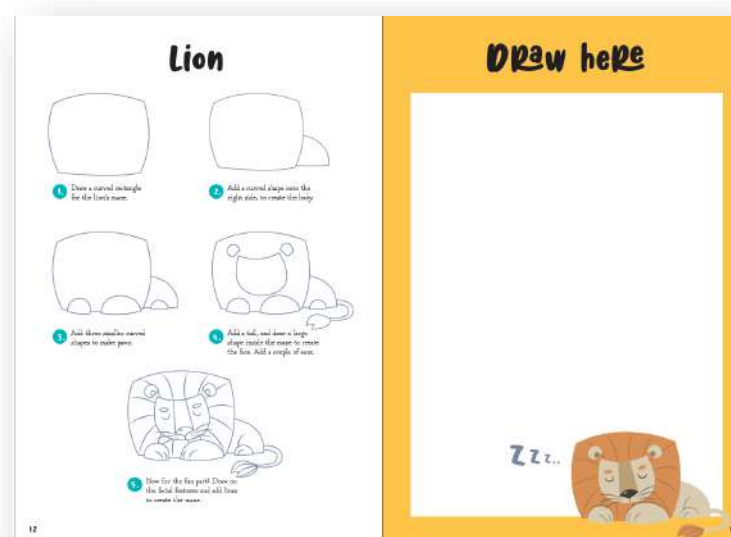 Lion
1. Draw a curved rectangle
for the lion's mane.
2. Add a curved shape onto the
right side, to create the body.
3. Add three smaller curved
shapes to make paws.
4. Add a tail, and draw a large
shape inside the mane to create
the face. Add a couple of ears.
5. Now for the fun part! Draw on
the facial features and add lines
to create the mane.
12
Draw here
Z z z..